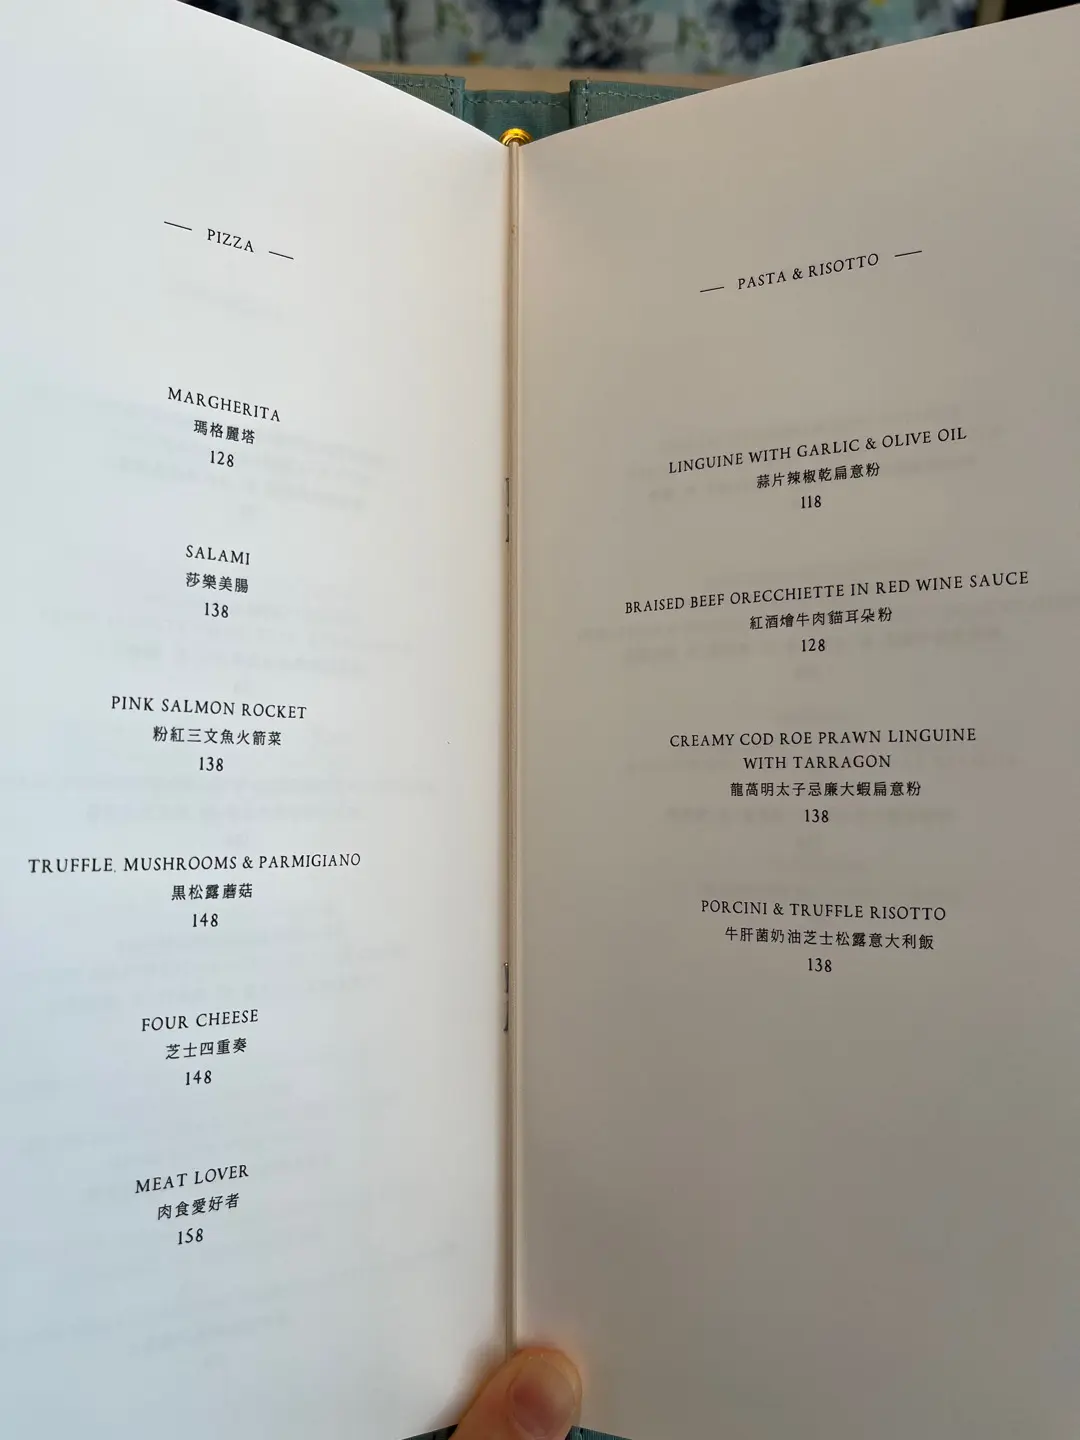 PIZZA
MARGHERITA
瑪格麗塔
128
SALAMI
莎樂美腸
138
PINK SALMON ROCKET
粉紅三文魚火箭菜
138
TRUFFLE, MUSHROOMS & PARMIGIANO
黑松露蘑菇
148
FOUR CHEESE
芝士四重奏
148
MEAT LOVER
肉食愛好者
158
PASTA & RISOTTO
LINGUINE WITH GARLIC & OLIVE OIL
蒜片辣椒乾扁意粉
118
BRAISED BEEF ORECCHIETTE IN RED WINE SAUCE
紅酒燴牛肉貓耳朵粉
128
CREAMY COD ROE PRAWN LINGUINE
WITH TARRAGON
龍蒿明太子忌廉大蝦扁意粉
138
PORCINI & TRUFFLE RISOTTO
牛肝菌奶油芝士松露意大利飯
138